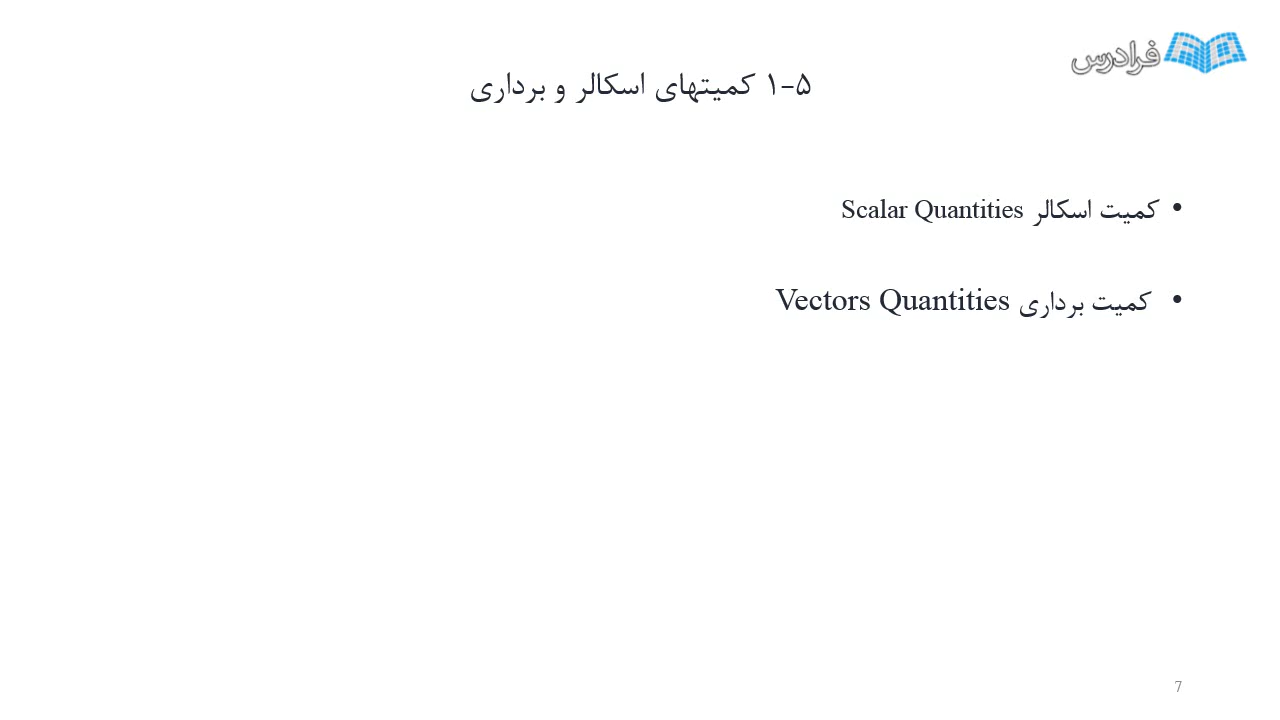 فرادرس
۱-۵ کمیتهای اسکالر و برداری
• کمیت اسکالر Scalar Quantities
• کمیت برداری Vectors Quantities
7